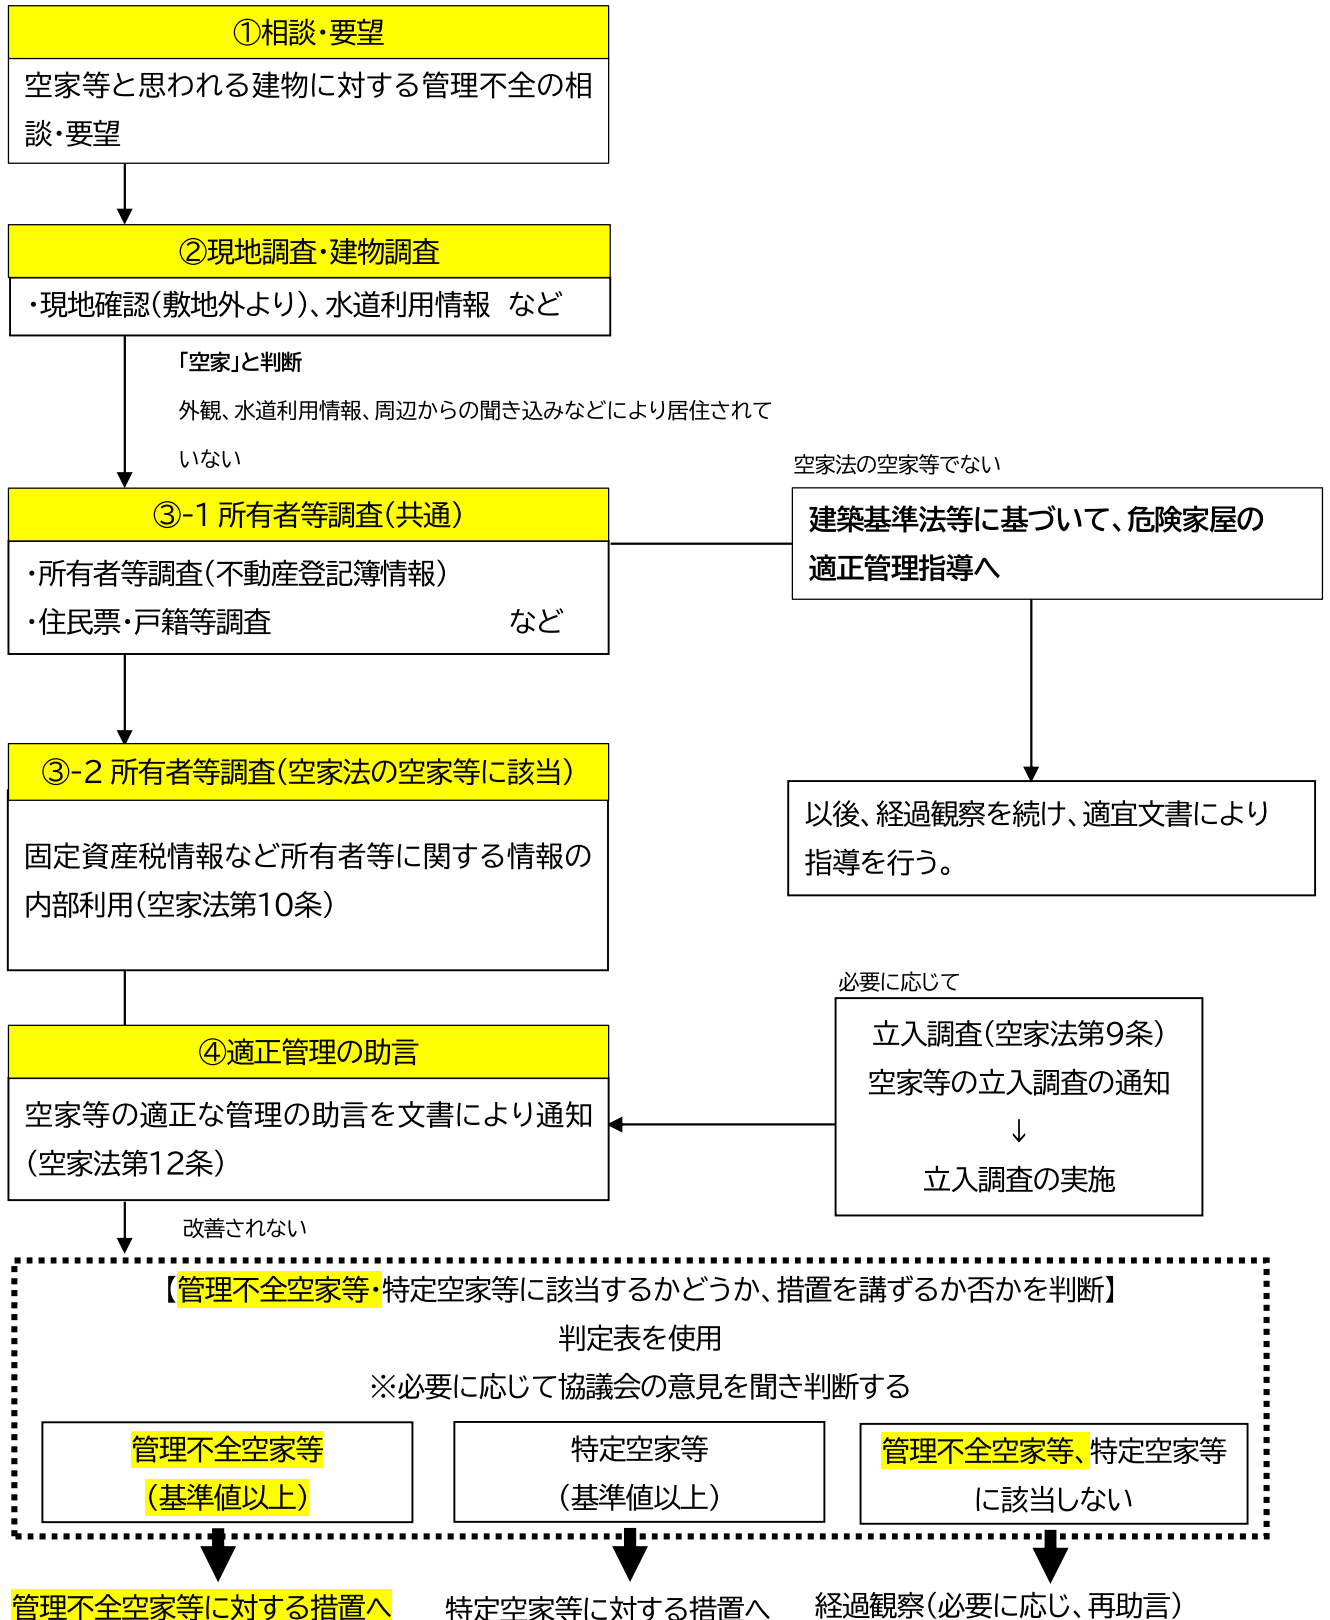 ①相談・要望
空家等と思われる建物に対する管理不全の相
談・要望
②現地調査・建物調査
・現地確認（敷地外より）、水道利用情報　など
「空家」と判断
外観、水道利用情報、周辺からの聞き込みなどにより居住されて
いない
③-1 所有者等調査（共通）
・所有者等調査（不動産登記簿情報）
・住民票・戸籍等調査　など
空家法の空家等でない
建築基準法等に基づいて、危険家屋の
適正管理指導へ
③-2 所有者等調査（空家法の空家等に該当）
固定資産税情報など所有者等に関する情報の
内部利用（空家法第10条）
以後、経過観察を続け、適宜文書により
指導を行う。
④適正管理の助言
空家等の適正な管理の助言を文書により通知
（空家法第12条）
必要に応じて
立入調査（空家法第9条）
空家等の立入調査の通知
↓
立入調査の実施
改善されない
【管理不全空家等・特定空家等に該当するかどうか、措置を講ずるか否かを判断】
判定表を使用
※必要に応じて協議会の意見を聞き判断する
管理不全空家等
（基準値以上）
特定空家等
（基準値以上）
管理不全空家等、特定空家等
に該当しない
管理不全空家等に対する措置へ
特定空家等に対する措置へ
経過観察（必要に応じ、再助言）